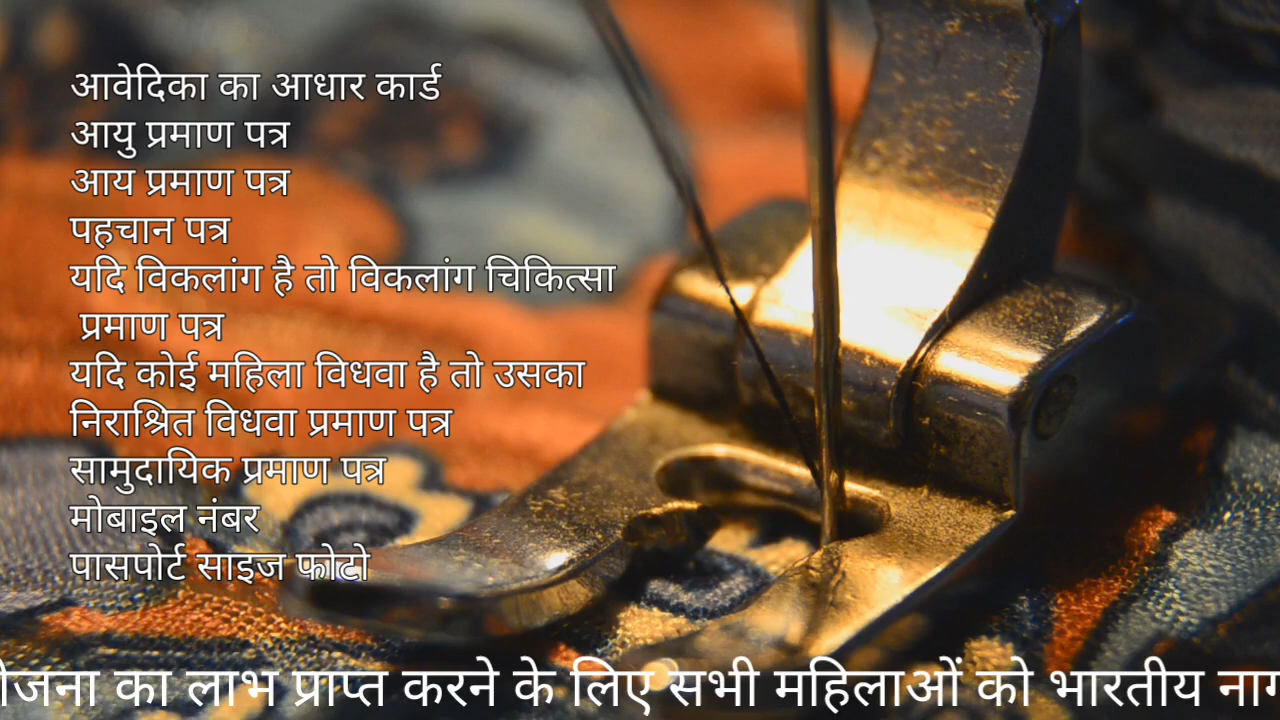 आवेदिका का आधार कार्ड
आयु प्रमाण पत्र
आय प्रमाण पत्र
पहचान पत्र
यदि विकलांग है तो विकलांग चिकित्सा
प्रमाण पत्र
यदि कोई महिला विधवा है तो उसका
निराश्रित विधवा प्रमाण पत्र
सामुदायिक प्रमाण पत्र
मोबाइल नंबर
पासपोर्ट साइज फोटो
का लाभ प्राप्त करने के लिए सभी महिलाओं को भारतीय